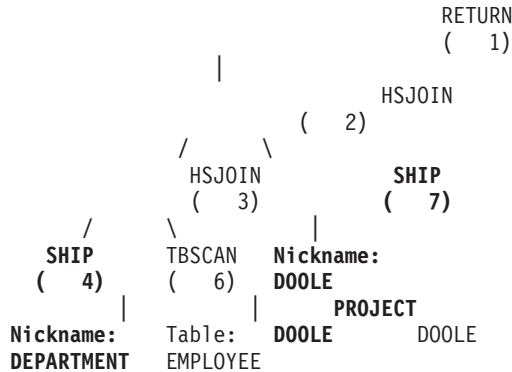 RETURN
( 1)
|
HSJOIN
( 2)
/ \
HSJOIN SHIP
( 3) ( 7)
/ \ |
SHIP TBSCAN Nickname:
( 4) ( 6) DOOLE
| | PROJECT
Nickname: Table: DOOLE DOOLE
DEPARTMENT EMPLOYEE